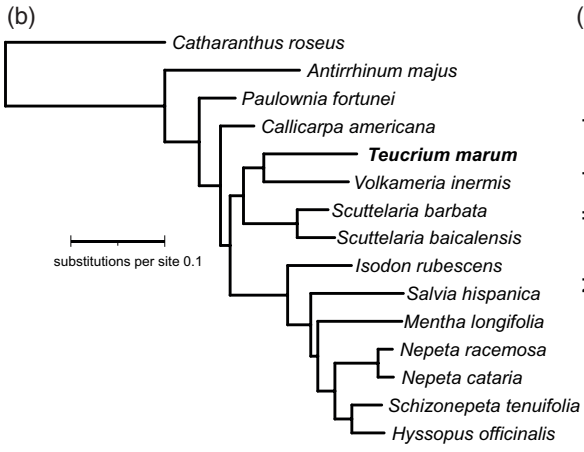 (b)
(
Catharanthus roseus
Antirrhinum majus
Paulownia fortunei
Callicarpa americana
Teucrium marum
Volkameria inermis
Scuttelaria barbata
Scuttelaria baicalensis
substitutions per site 0.1
Isodon rubescens
Salvia hispanica
Mentha longifolia
Nepeta racemosa
Nepeta cataria
Schizonepeta tenuifolia
Hyssopus officinalis